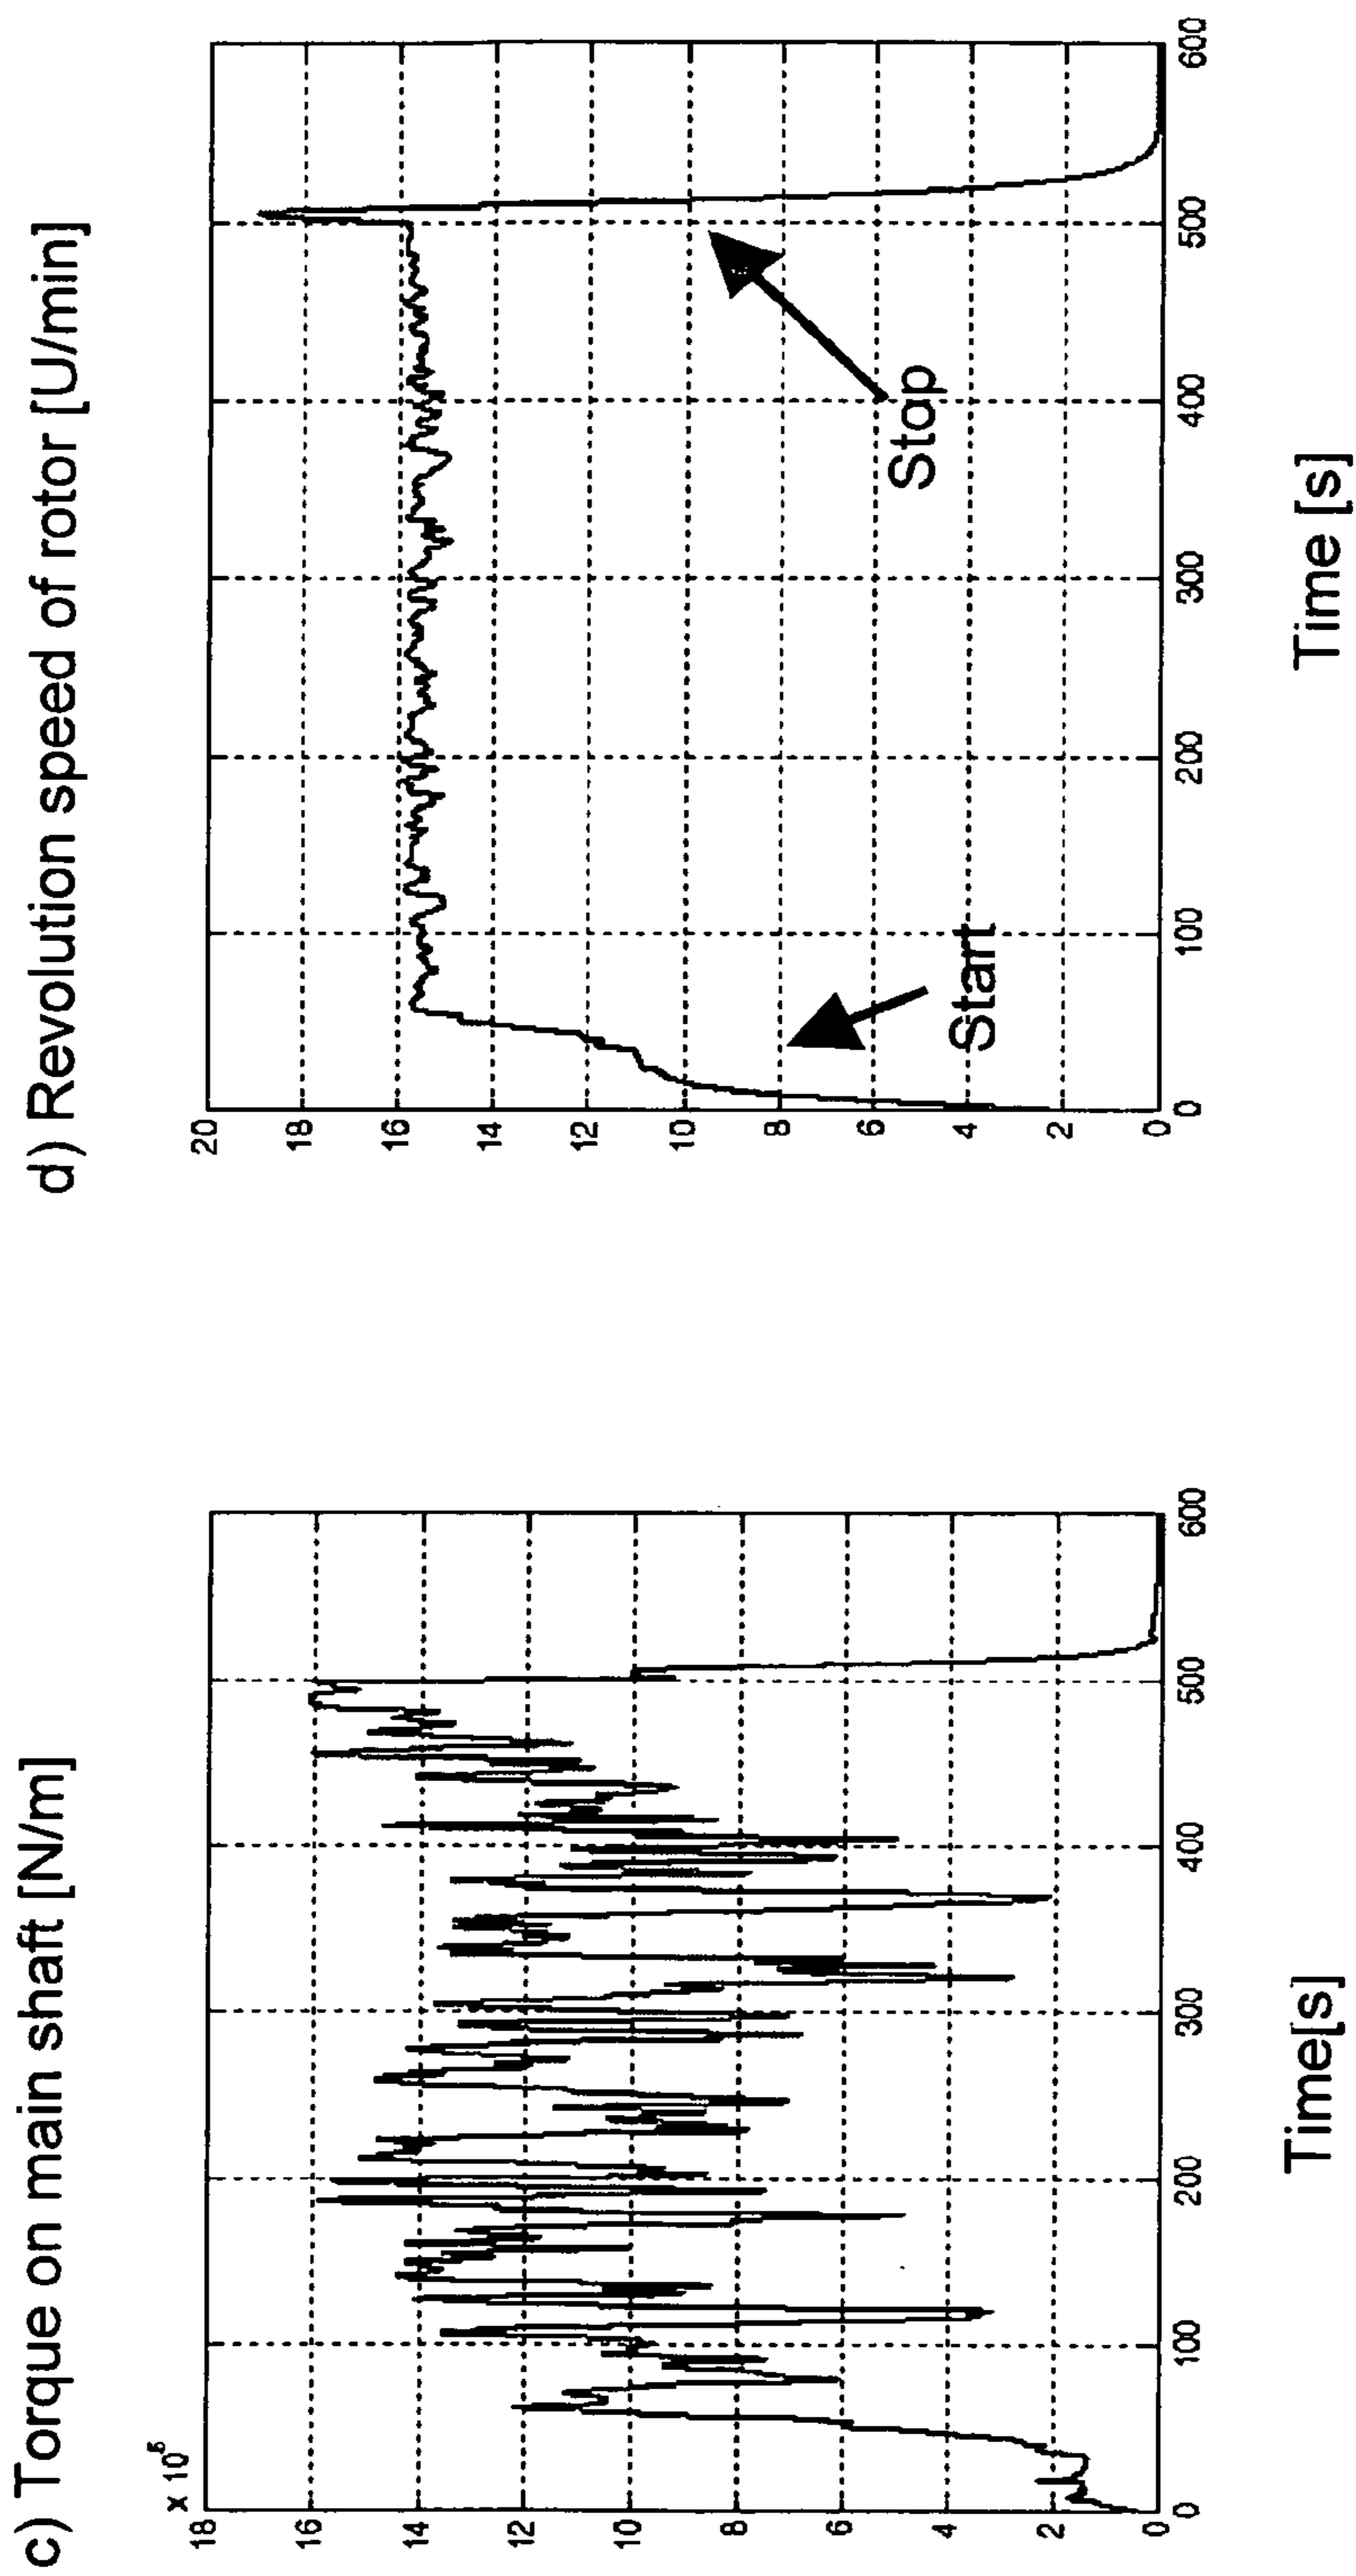 c) Torque on main shaft [N/m]
x 10⁵
18
16
14
12
10
8
6
4
2
0
0 100 200 300 400 500 600
Time[s]
d) Revolution speed of rotor [U/min]
20
18
16
14
12
10
8
6
4
2
0
Start
Stop
0 100 200 300 400 500 600
Time [s]